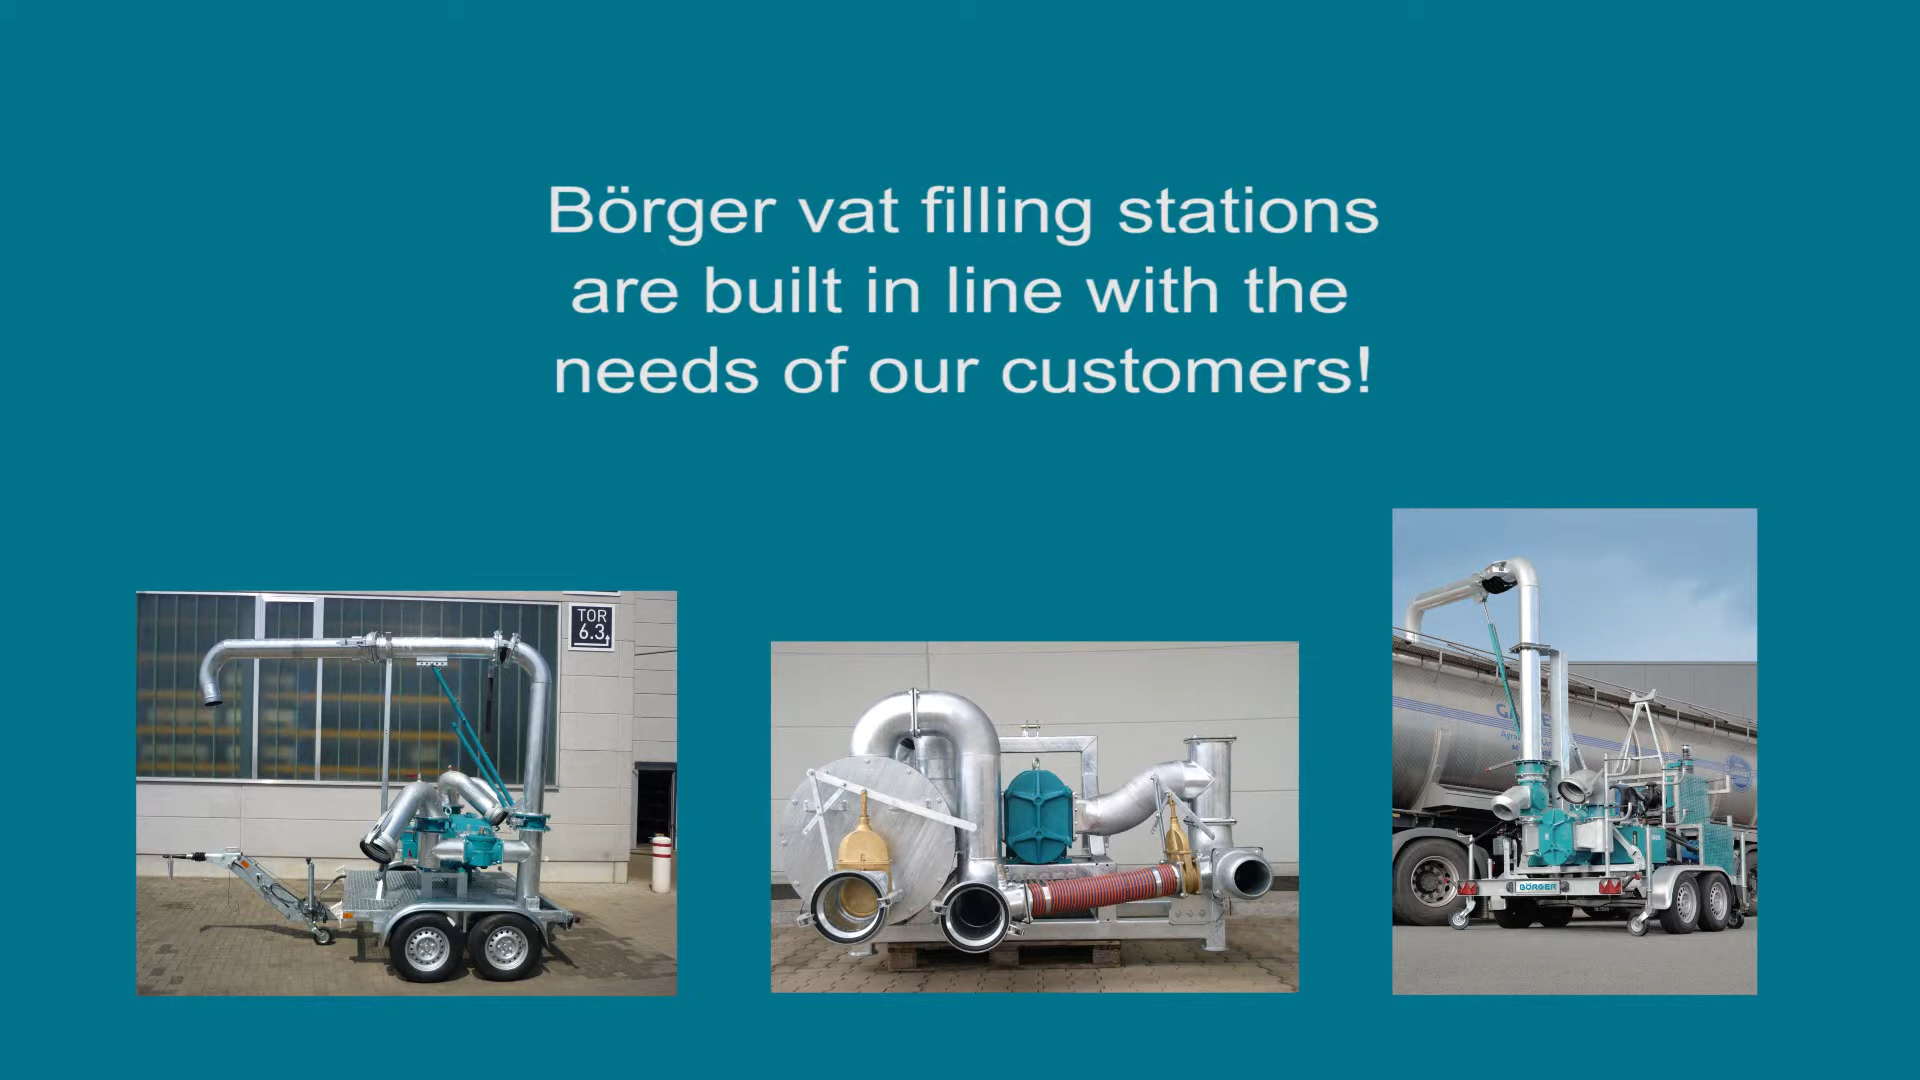 Börger vat filling stations
are built in line with the
needs of our customers!
TOR
6.3
BÖRGER